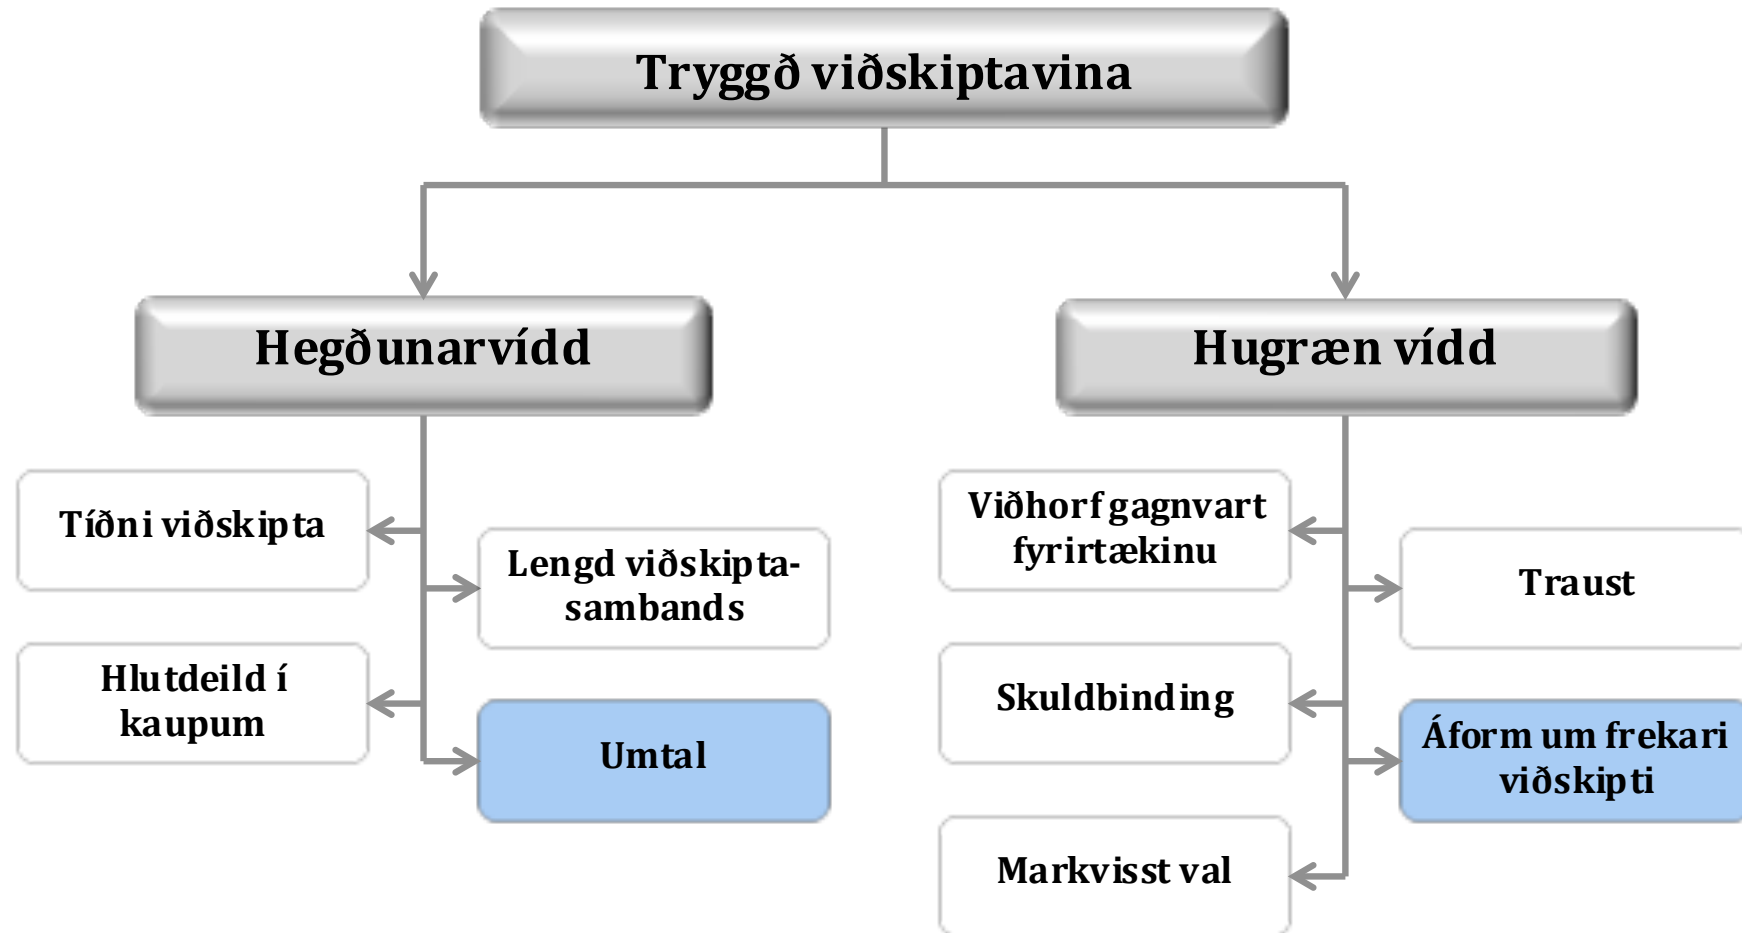 Tryggð viðskiptavina
Hegðunarvídd
Hugræn vídd
Tíðni viðskipta
Lengd viðskipta-
sambands
Hlutdeild í
kaupum
Umtal
Viðhorf gagnvart
fyrirtækinu
Traust
Skuldbinding
Áform um frekari
viðskipti
Markvisst val